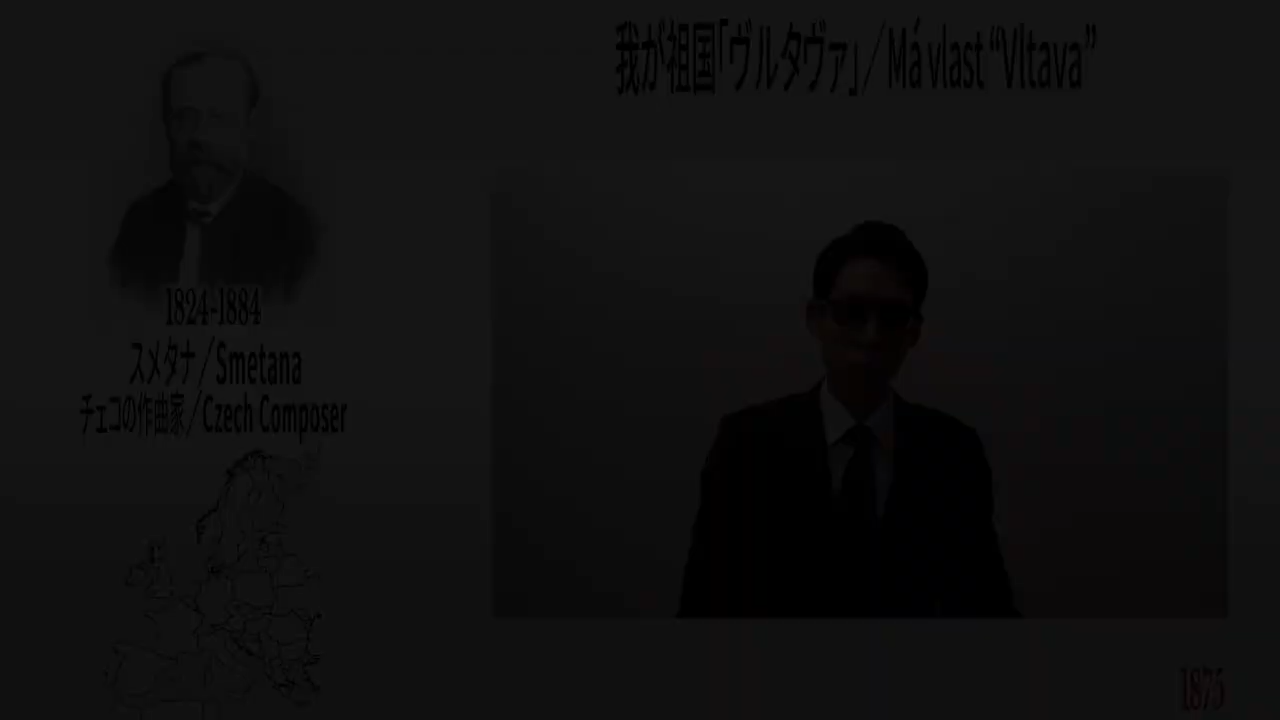 我が祖国「ヴルタヴァ」／Má vlast “Vltava”
1824-1884
スメタナ／Smetana
チェコの作曲家／Czech Composer
1875